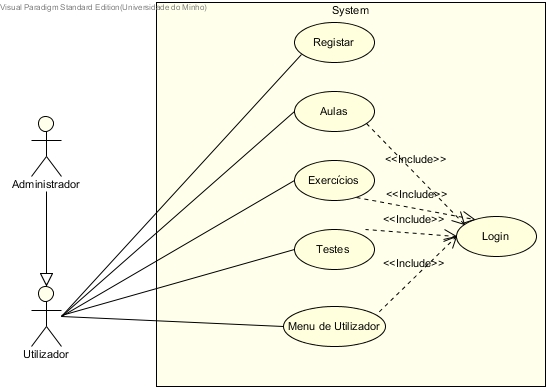 Visual Paradigm Standard Edition(Universidade do Minho)
System
Registar
Aulas
<<Include>>
Administrador
Exercícios
<<Include>>
<<Include>>
Login
Testes
<<Include>>
Menu de Utilizador
Utilizador